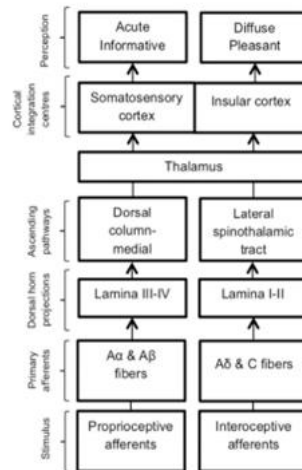 Perception
Acute
Informative
Diffuse
Pleasant
Cortical
integration
centres
Somatosensory
cortex
Insular cortex
Thalamus
Ascending
pathways
Dorsal
column-
medial
Lateral
spinothalamic
tract
Dorsal horn
projections
Lamina III-IV
Lamina I-II
Primary
afferents
Aα & Aβ
fibers
Aδ & C fibers
Stimulus
Proprioceptive
afferents
Interoceptive
afferents